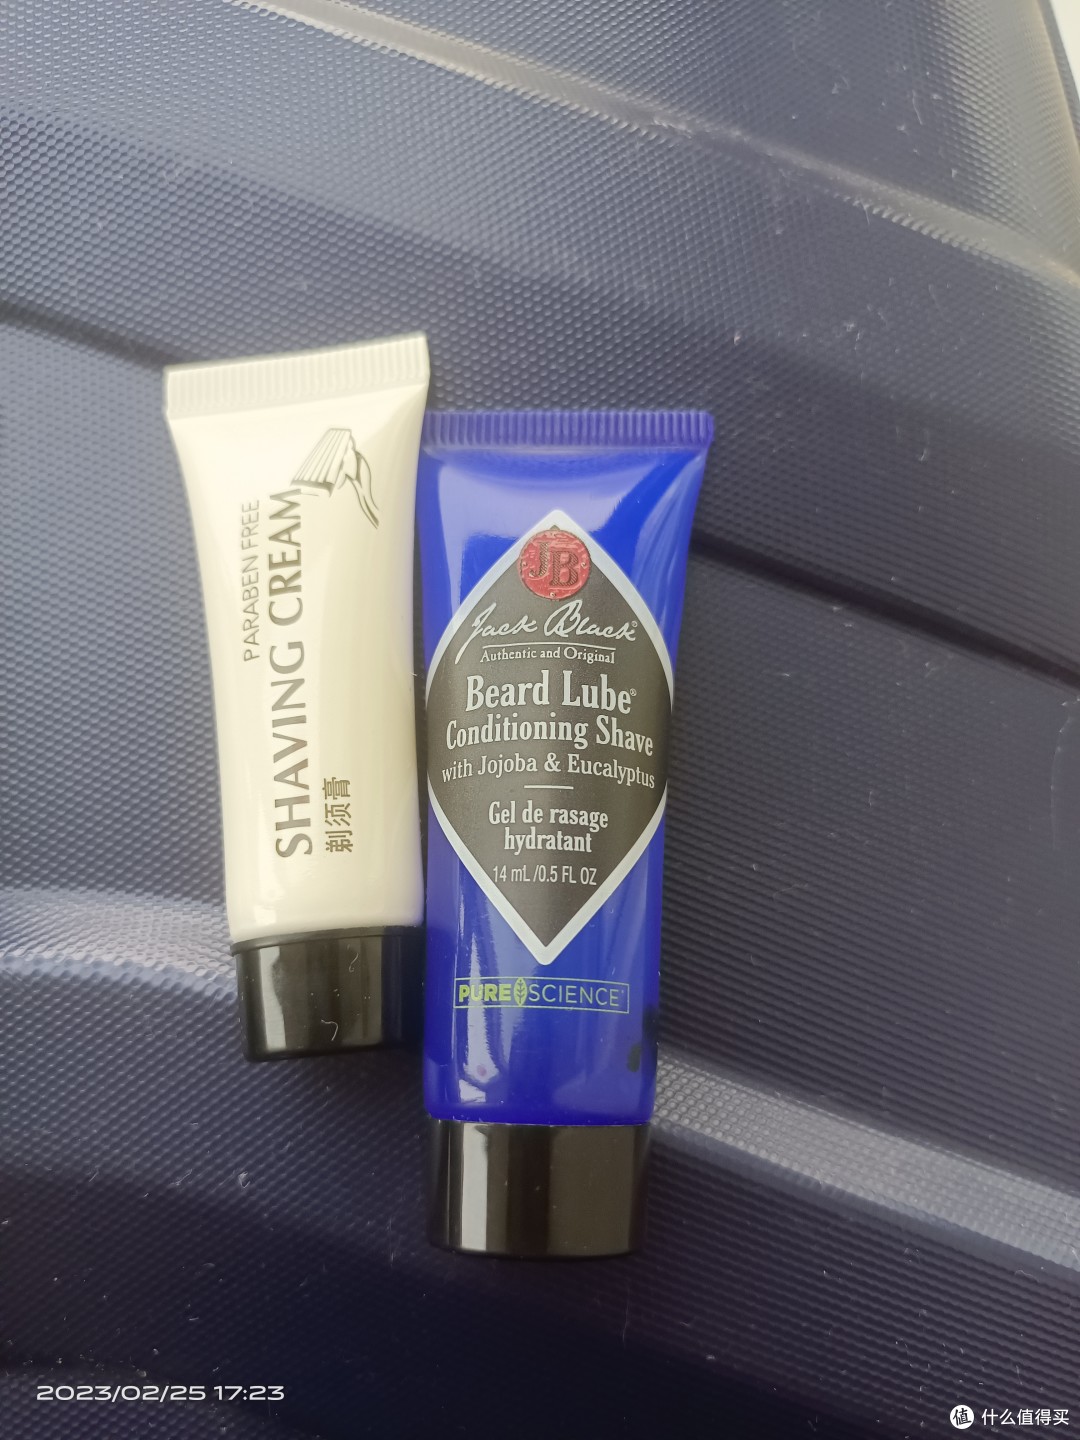 PARABEN FREE
SHAVING CREAM
剃须膏
JB
Jack Black®
Authentic and Original
Beard Lube®
Conditioning Shave
with Jojoba & Eucalyptus
Gel de rasage
hydratant
14 mL /0.5 FL OZ
PURE SCIENCE
2023/02/25 17:23
值 什么值得买